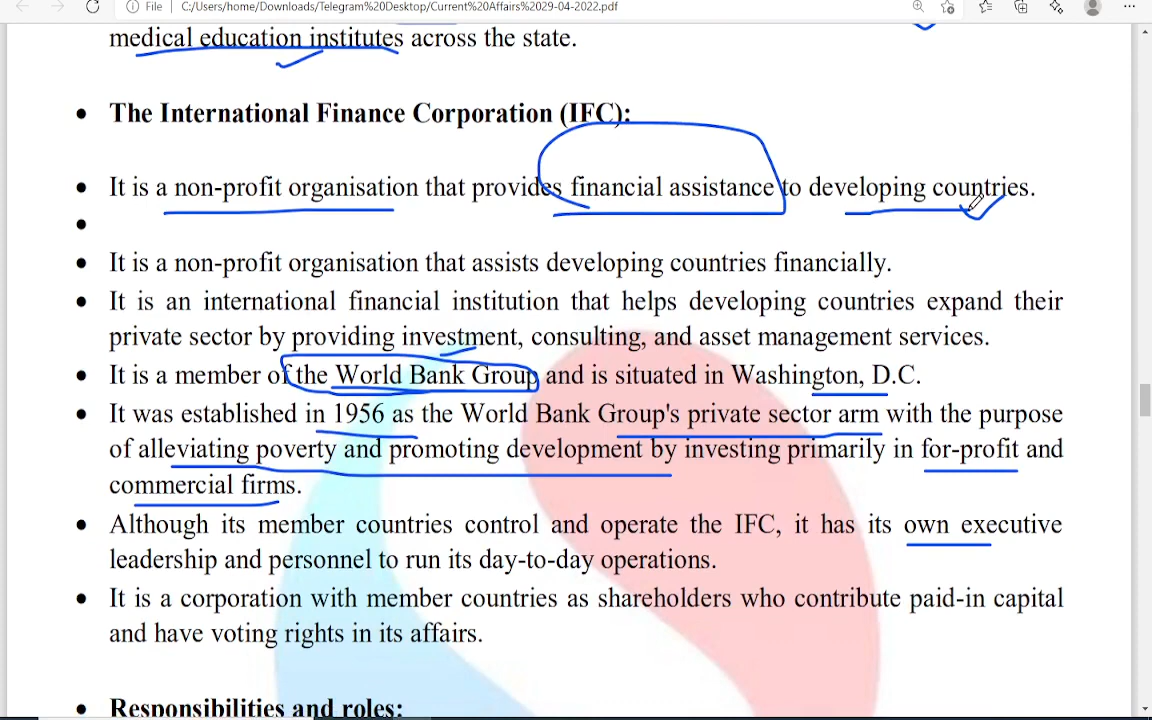 File C:/Users/home/Downloads/Telegram%20Desktop/Current%20Affairs%2029-04-2022.pdf
medical education institutes across the state.
• The International Finance Corporation (IFC):
• It is a non-profit organisation that provides financial assistance to developing countries.
•
• It is a non-profit organisation that assists developing countries financially.
• It is an international financial institution that helps developing countries expand their
private sector by providing investment, consulting, and asset management services.
• It is a member of the World Bank Group and is situated in Washington, D.C.
• It was established in 1956 as the World Bank Group's private sector arm with the purpose
of alleviating poverty and promoting development by investing primarily in for-profit and
commercial firms.
• Although its member countries control and operate the IFC, it has its own executive
leadership and personnel to run its day-to-day operations.
• It is a corporation with member countries as shareholders who contribute paid-in capital
and have voting rights in its affairs.
• Responsibilities and roles: